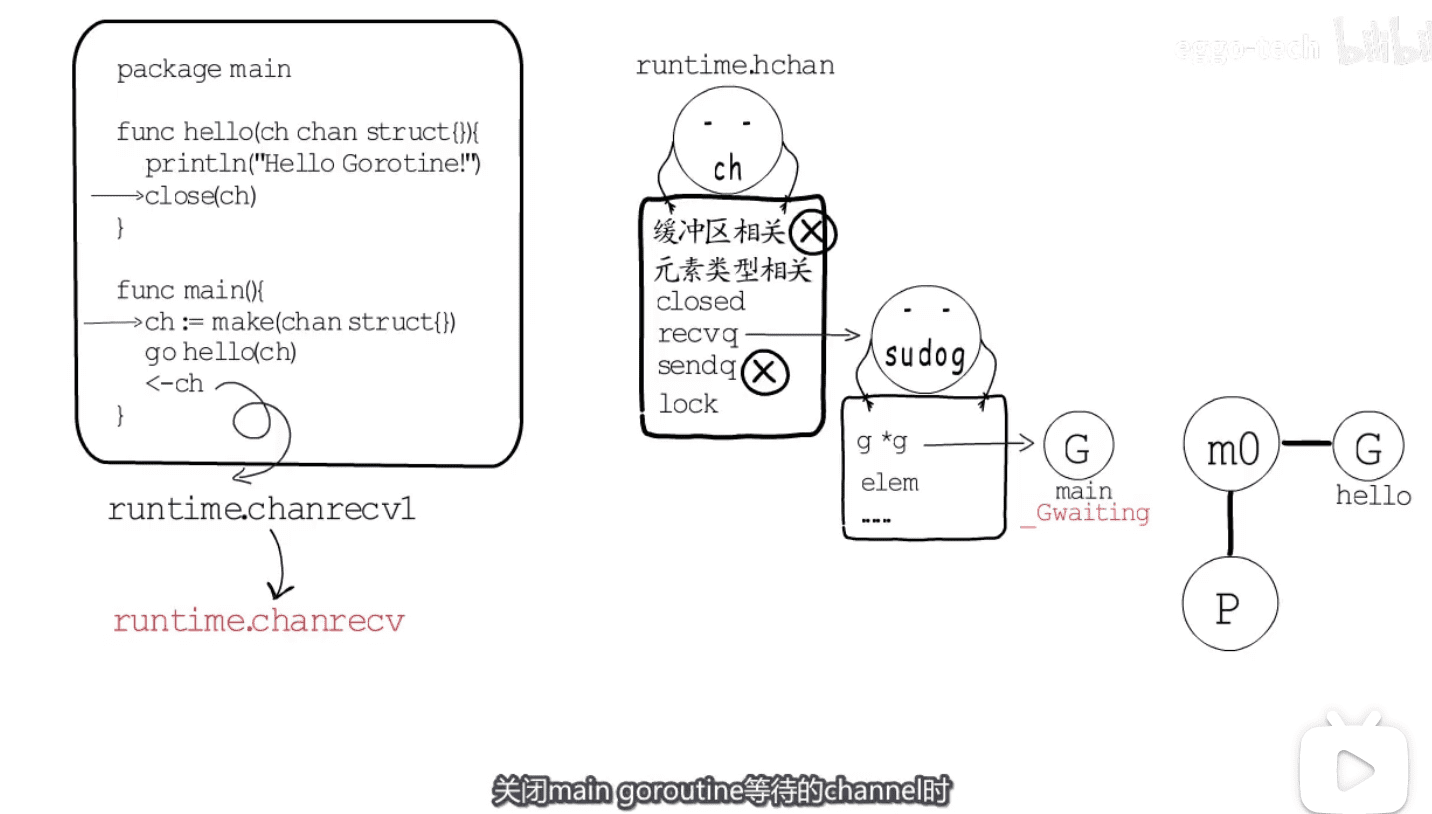 package main
func hello(ch chan struct{}){
println("Hello Gorotine!")
close(ch)
}
func main(){
ch := make(chan struct{})
go hello(ch)
<-ch
}
runtime.chanrecv1
runtime.chanrecv
runtime.hchan
ch
缓冲区相关
元素类型相关
closed
recvq
sendq
lock
sudog
g *g
elem
...
G
main
_Gwaiting
m0
G
hello
P
eggo-tech bilibili
关闭main goroutine等待的channel时